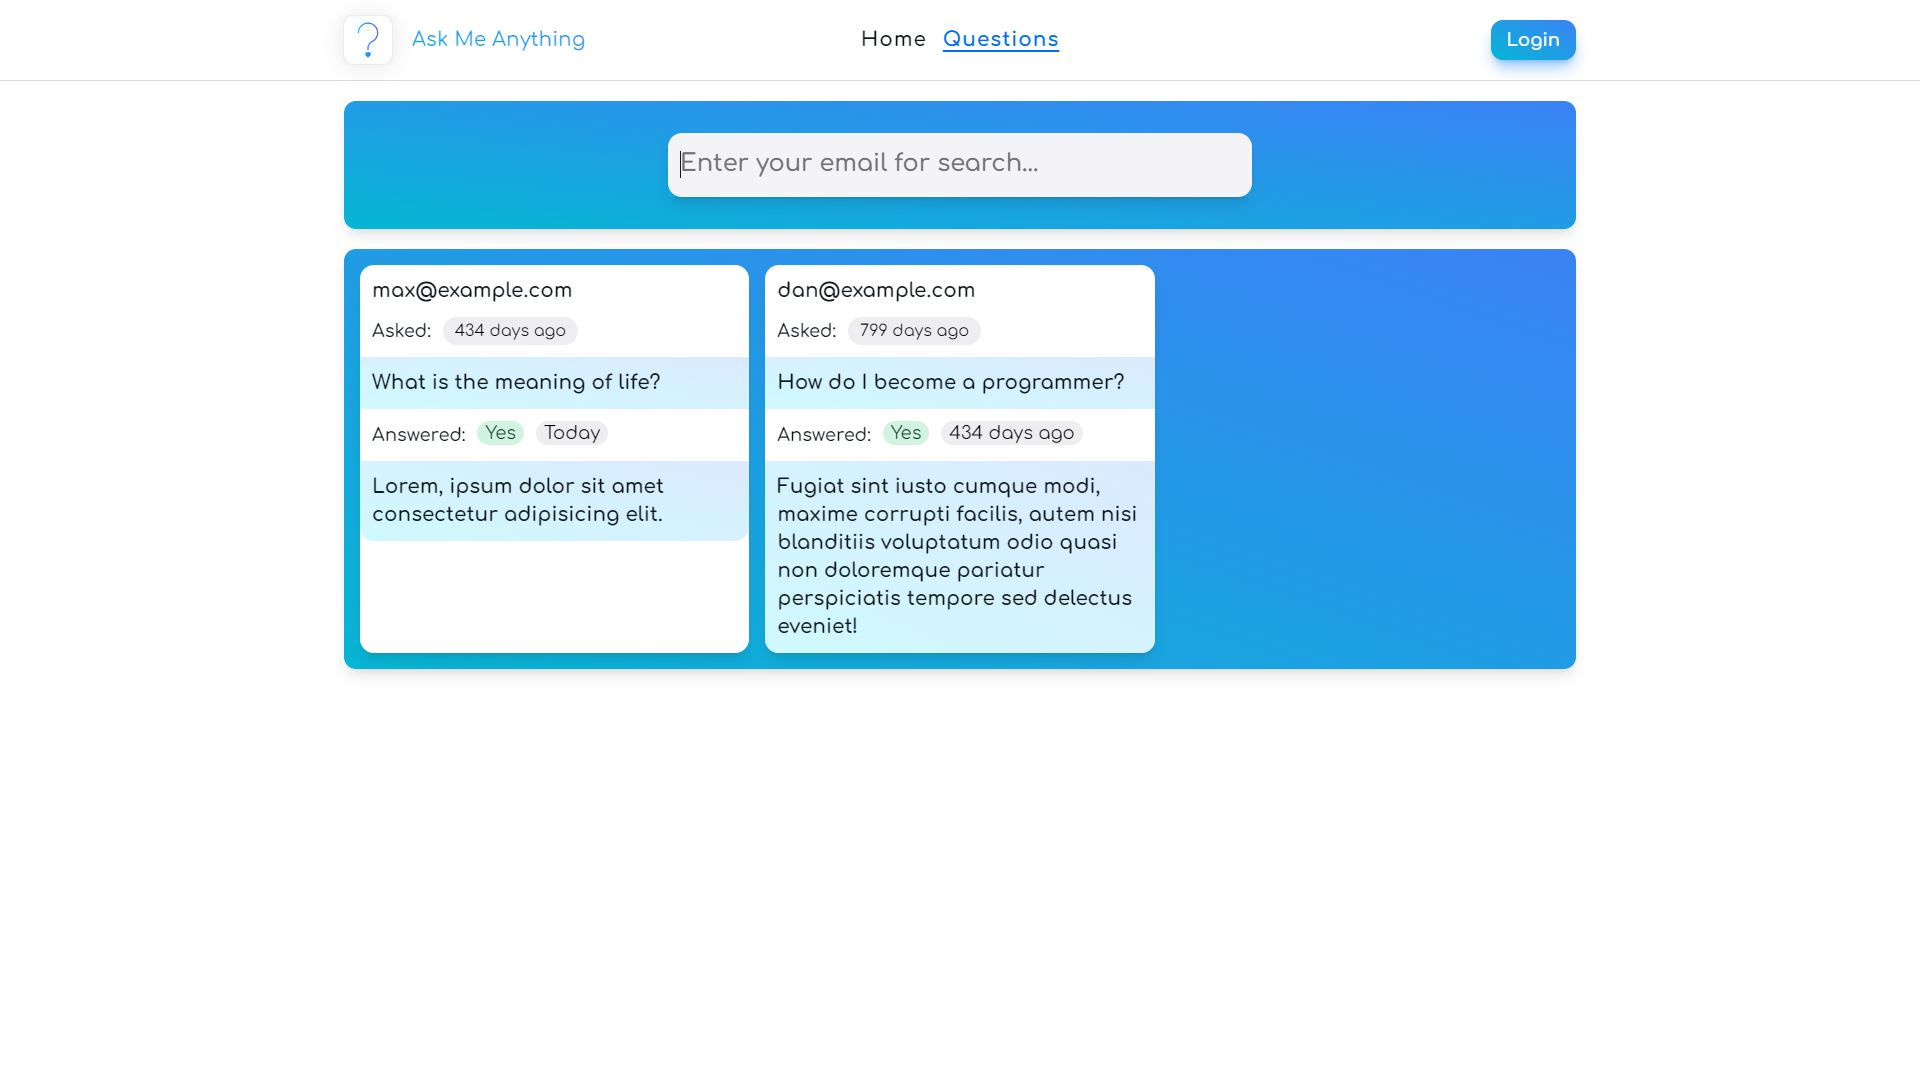 ?
Ask Me Anything
Home
Questions
Login
Enter your email for search...
max@example.com
Asked: 434 days ago
What is the meaning of life?
Answered: Yes Today
Lorem, ipsum dolor sit amet
consectetur adipisicing elit.
dan@example.com
Asked: 799 days ago
How do I become a programmer?
Answered: Yes 434 days ago
Fugiat sint iusto cumque modi,
maxime corrupti facilis, autem nisi
blanditiis voluptatum odio quasi
non doloremque pariatur
perspiciatis tempore sed delectus
eveniet!